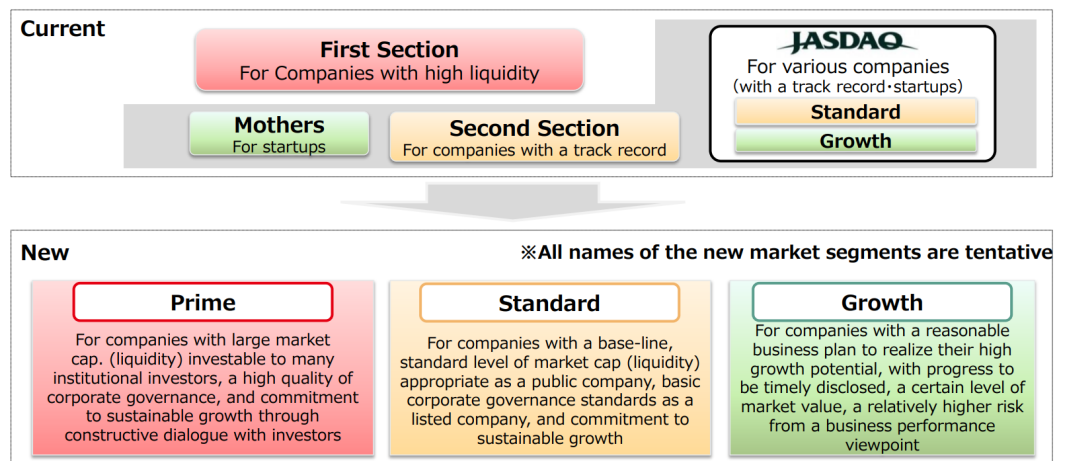 Current
First Section
For Companies with high liquidity
Mothers
For startups
Second Section
For companies with a track record
JASDAQ
For various companies
(with a track record･startups)
Standard
Growth
New
※All names of the new market segments are tentative
Prime
For companies with large market
cap. (liquidity) investable to many
institutional investors, a high quality of
corporate governance, and commitment
to sustainable growth through
constructive dialogue with investors
Standard
For companies with a base-line,
standard level of market cap (liquidity)
appropriate as a public company, basic
corporate governance standards as a
listed company, and commitment to
sustainable growth
Growth
For companies with a reasonable
business plan to realize their high
growth potential, with progress to
be timely disclosed, a certain level of
market value, a relatively higher risk
from a business performance
viewpoint